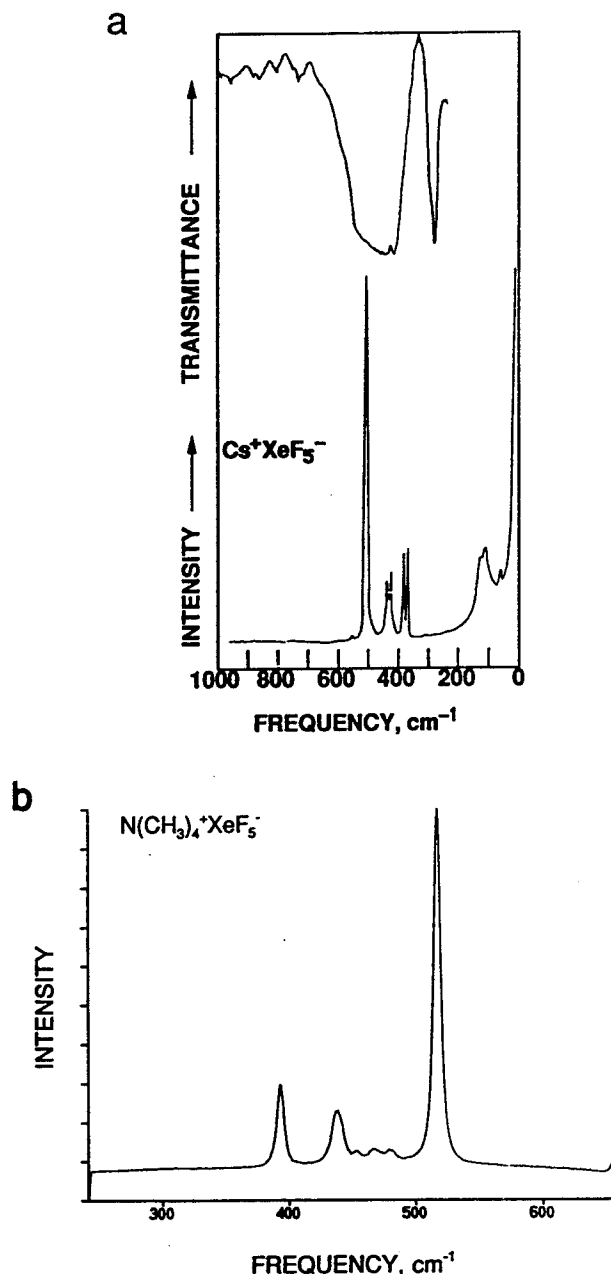 a
TRANSMITTANCE
INTENSITY
Cs⁺XeF₅⁻
1000 800 600 400 200 0
FREQUENCY, cm⁻¹
b
N(CH₃)₄⁺XeF₅⁻
INTENSITY
300 400 500 600
FREQUENCY, cm⁻¹